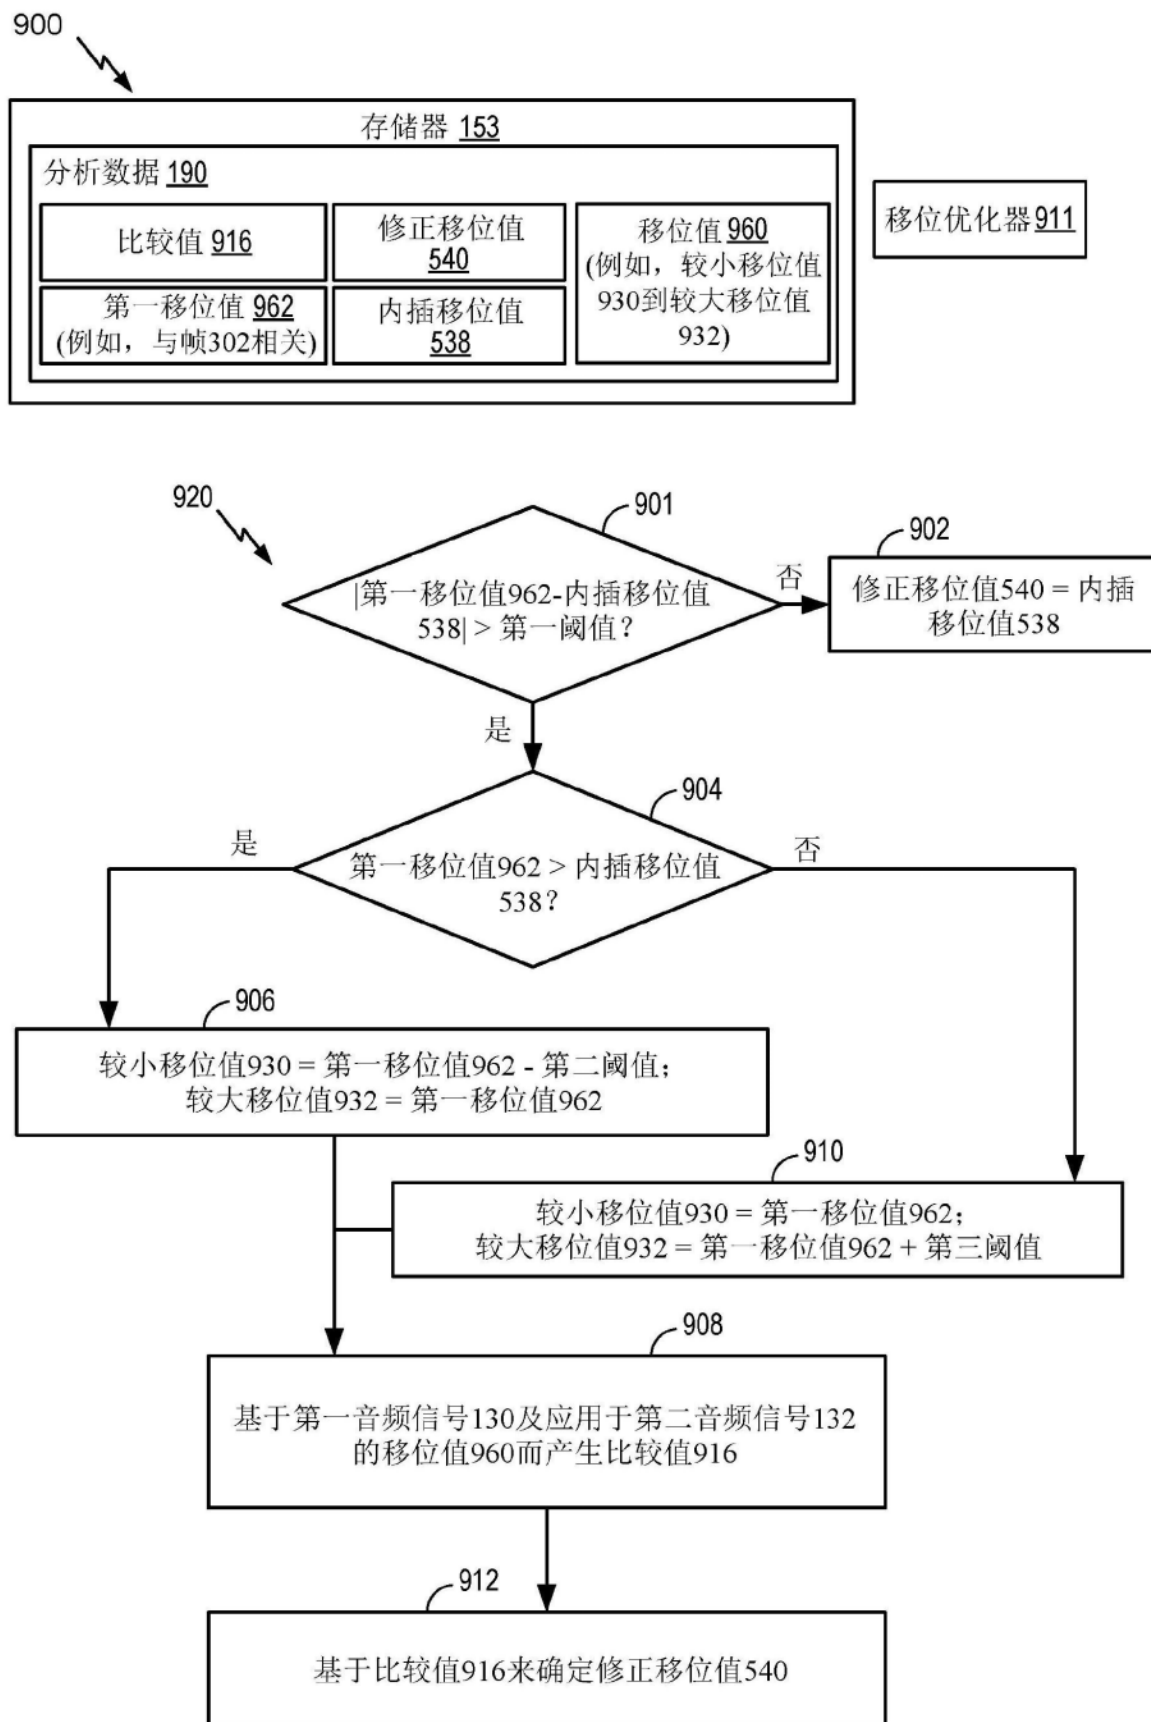 900
存储器 153
分析数据 190
比较值 916
修正移位值
540
移位值 960
(例如，较小移位值
930到较大移位值
932)
第一移位值 962
(例如，与帧302相关)
内插移位值
538
移位优化器911
920
901
|第一移位值962-内插移位值
538| > 第一阈值？
否
902
修正移位值540 = 内插
移位值538
是
904
第一移位值962 > 内插移位值
538？
是
否
906
较小移位值930 = 第一移位值962 - 第二阈值；
较大移位值932 = 第一移位值962
910
较小移位值930 = 第一移位值962；
较大移位值932 = 第一移位值962 + 第三阈值
908
基于第一音频信号130及应用于第二音频信号132
的移位值960而产生比较值916
912
基于比较值916来确定修正移位值540